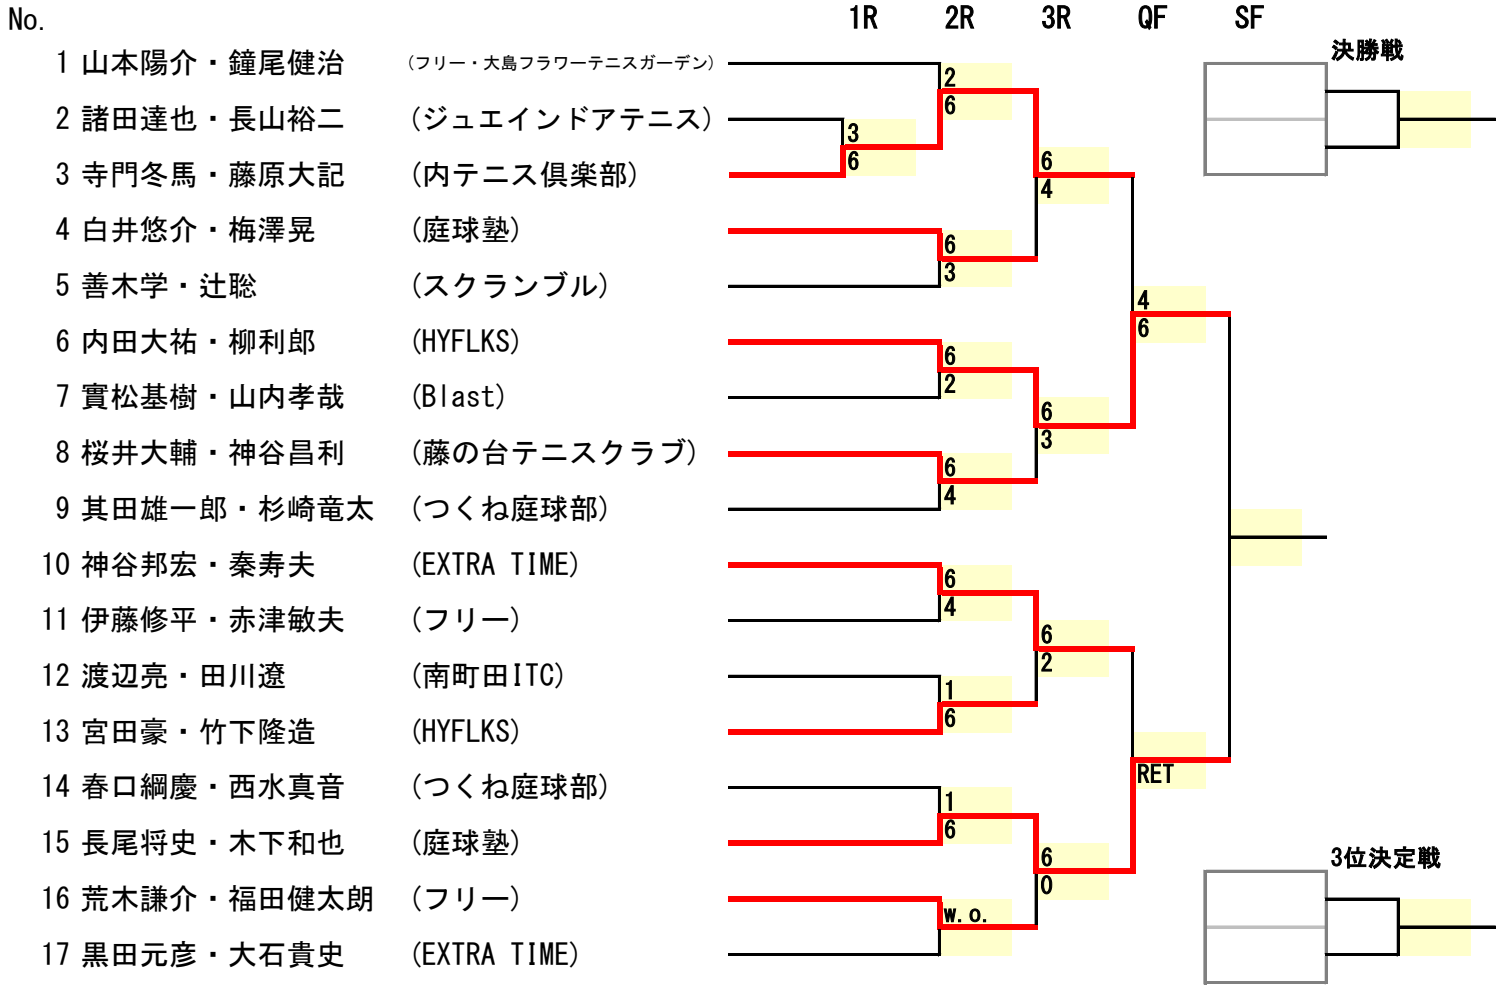 No. 1R 2R 3R QF SF
決勝戦
1 山本陽介・鐘尾健治 (フリー・大島フラワーテニスガーデン)
2
6
2 諸田達也・長山裕二 (ジュエインドアテニス)
3
6
3 寺門冬馬・藤原大記 (内テニス倶楽部)
6
4
4 白井悠介・梅澤晃 (庭球塾)
6
3
5 善木学・辻聡 (スクランブル)
4
6
6 内田大祐・柳利郎 (HYFLKS)
6
2
7 實松基樹・山内孝哉 (Blast)
6
3
8 桜井大輔・神谷昌利 (藤の台テニスクラブ)
6
4
9 其田雄一郎・杉崎竜太 (つくね庭球部)
10 神谷邦宏・秦寿夫 (EXTRA TIME)
6
4
11 伊藤修平・赤津敏夫 (フリー)
6
2
12 渡辺亮・田川遼 (南町田ITC)
1
6
13 宮田豪・竹下隆造 (HYFLKS)
RET
14 春口綱慶・西水真音 (つくね庭球部)
1
6
15 長尾将史・木下和也 (庭球塾)
6
0
3位決定戦
16 荒木謙介・福田健太朗 (フリー)
w.o.
17 黒田元彦・大石貴史 (EXTRA TIME)